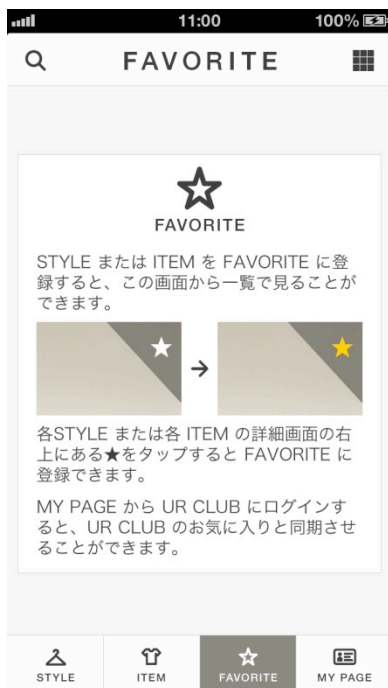 11:00
100%
FAVORITE
FAVORITE
STYLE または ITEM を FAVORITE に登
録すると、この画面から一覧で見ることが
できます。
各STYLE または各 ITEM の詳細画面の右
上にある★をタップすると FAVORITE に
登録できます。
MY PAGE から UR CLUB にログインす
ると、UR CLUB のお気に入りと同期させ
ることができます。
STYLE
ITEM
FAVORITE
MY PAGE